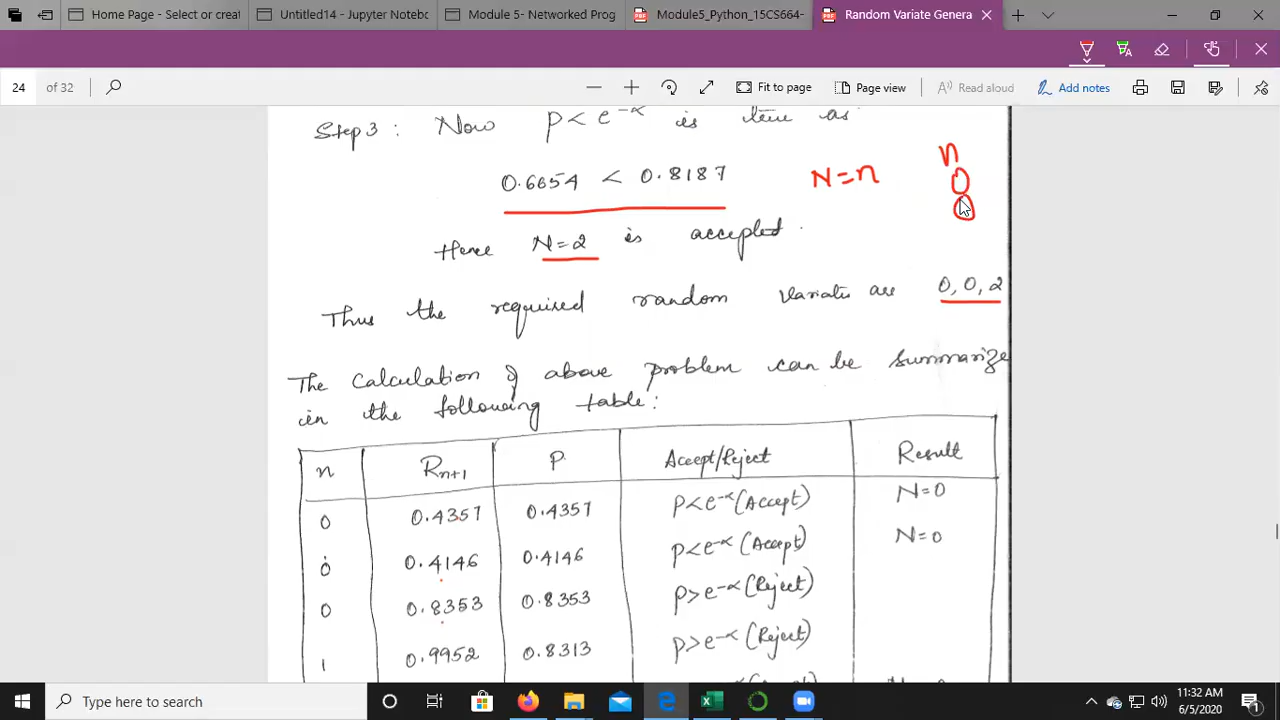 Home Page - Select or creat
Untitled14 - Jupyter Notebo
Module 5- Networked Prog
Module5_Python_15CS664-
Random Variate Genera
24 of 32
Fit to page
Page view
Read aloud
Add notes
Step 3 : Now p < e^-α is true as
0.6654 < 0.8187 N=n n
0
0
Hence N=2 is accepted.
Thus the required random variate are 0, 0, 2
The calculation of above problem can be summarize
in the following table:
n Rn+1 P Accept/Reject Result
0 0.4357 0.4357 P<e^-α (Accept) N=0
0 0.4146 0.4146 P<e^-α (Accept) N=0
0 0.8353 0.8353 P>e^-α (Reject)
1 0.9952 0.8313 P>e^-α (Reject)
Type here to search
11:32 AM
6/5/2020